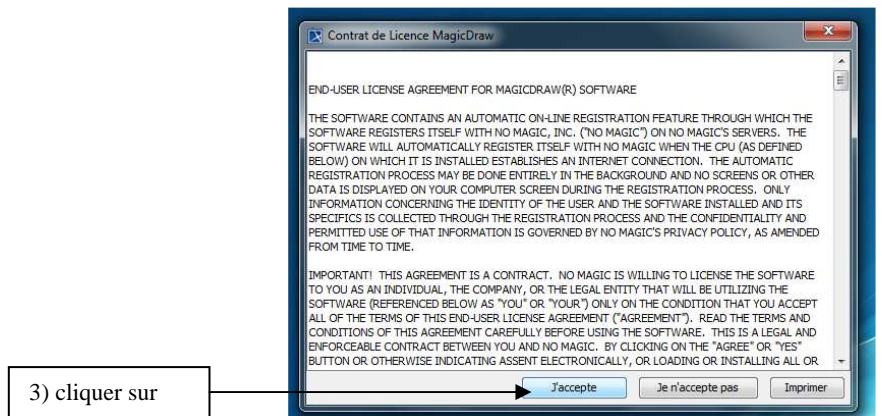 Contrat de Licence MagicDraw
END-USER LICENSE AGREEMENT FOR MAGICDRAW(R) SOFTWARE
THE SOFTWARE CONTAINS AN AUTOMATIC ON-LINE REGISTRATION FEATURE THROUGH WHICH THE
SOFTWARE REGISTERS ITSELF WITH NO MAGIC, INC. ("NO MAGIC") ON NO MAGIC'S SERVERS. THE
SOFTWARE WILL AUTOMATICALLY REGISTER ITSELF WITH NO MAGIC WHEN THE CPU (AS DEFINED
BELOW) ON WHICH IT IS INSTALLED ESTABLISHES AN INTERNET CONNECTION. THE AUTOMATIC
REGISTRATION PROCESS MAY BE DONE ENTIRELY IN THE BACKGROUND AND NO SCREENS OR OTHER
DATA IS DISPLAYED ON YOUR COMPUTER SCREEN DURING THE REGISTRATION PROCESS. ONLY
INFORMATION CONCERNING THE IDENTITY OF THE USER AND THE SOFTWARE INSTALLED AND ITS
SPECIFICS IS COLLECTED THROUGH THE REGISTRATION PROCESS AND THE CONFIDENTIALITY AND
PERMITTED USE OF THAT INFORMATION IS GOVERNED BY NO MAGIC'S PRIVACY POLICY, AS AMENDED
FROM TIME TO TIME.
IMPORTANT! THIS AGREEMENT IS A CONTRACT. NO MAGIC IS WILLING TO LICENSE THE SOFTWARE
TO YOU AS AN INDIVIDUAL, THE COMPANY, OR THE LEGAL ENTITY THAT WILL BE UTILIZING THE
SOFTWARE (REFERENCED BELOW AS "YOU" OR "YOUR") ONLY ON THE CONDITION THAT YOU ACCEPT
ALL OF THE TERMS OF THIS END-USER LICENSE AGREEMENT ("AGREEMENT"). READ THE TERMS AND
CONDITIONS OF THIS AGREEMENT CAREFULLY BEFORE USING THE SOFTWARE. THIS IS A LEGAL AND
ENFORCEABLE CONTRACT BETWEEN YOU AND NO MAGIC. BY CLICKING ON THE "AGREE" OR "YES"
BUTTON OR OTHERWISE INDICATING ASSENT ELECTRONICALLY, OR LOADING OR INSTALLING ALL OR
3) cliquer sur
J'accepte Je n'accepte pas Imprimer